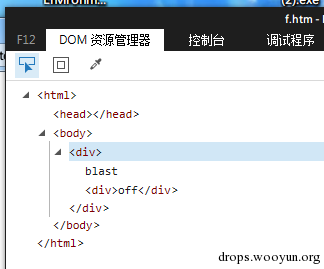 Environm...
(2).exe
f.htm -
F12 DOM 资源管理器 控制台 调试程序
<html>
<head></head>
<body>
<div>
blast
<div>off</div>
</div>
</body>
</html>
drops.wooyun.org